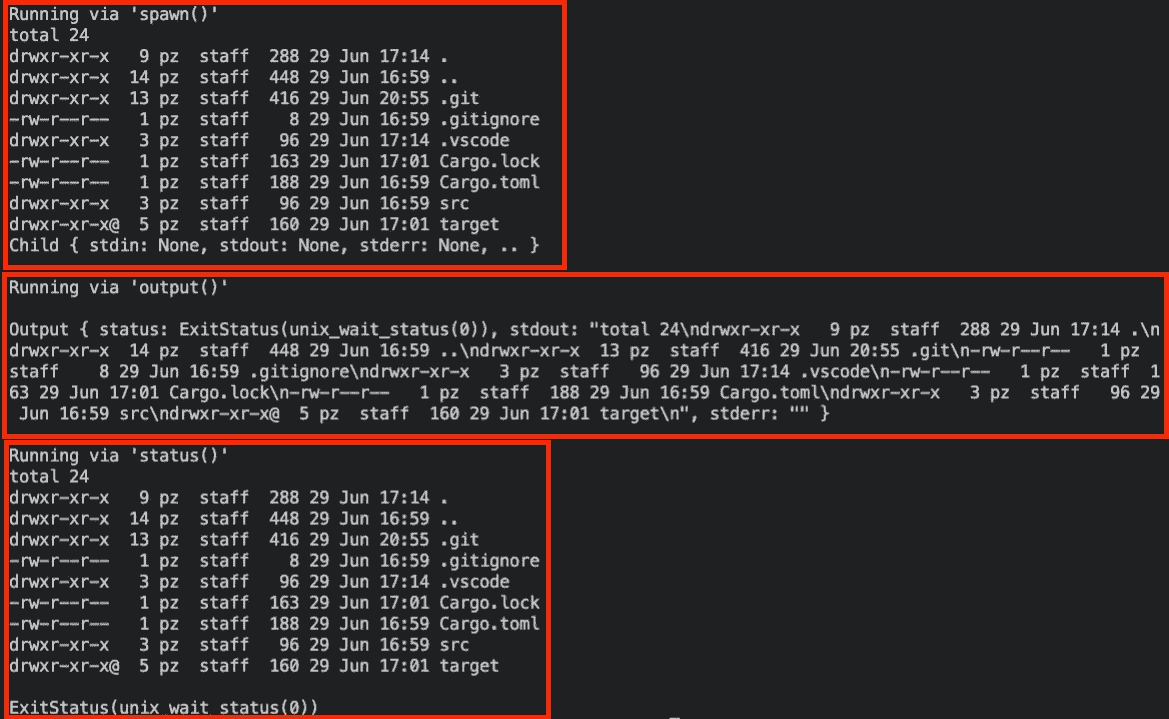 Running via 'spawn()'
total 24
drwxr-xr-x   9 pz  staff  288 29 Jun 17:14 .
drwxr-xr-x  14 pz  staff  448 29 Jun 16:59 ..
drwxr-xr-x  13 pz  staff  416 29 Jun 20:55 .git
-rw-r--r--   1 pz  staff    8 29 Jun 16:59 .gitignore
drwxr-xr-x   3 pz  staff   96 29 Jun 17:14 .vscode
-rw-r--r--   1 pz  staff  163 29 Jun 17:01 Cargo.lock
-rw-r--r--   1 pz  staff  188 29 Jun 16:59 Cargo.toml
drwxr-xr-x   3 pz  staff   96 29 Jun 16:59 src
drwxr-xr-x@  5 pz  staff  160 29 Jun 17:01 target
Child { stdin: None, stdout: None, stderr: None, .. }
Running via 'output()'
Output { status: ExitStatus(unix_wait_status(0)), stdout: "total 24\ndrwxr-xr-x   9 pz  staff  288 29 Jun 17:14 .\n
drwxr-xr-x  14 pz  staff  448 29 Jun 16:59 ..\ndrwxr-xr-x  13 pz  staff  416 29 Jun 20:55 .git\n-rw-r--r--   1 pz
staff    8 29 Jun 16:59 .gitignore\ndrwxr-xr-x   3 pz  staff   96 29 Jun 17:14 .vscode\n-rw-r--r--   1 pz  staff  1
63 29 Jun 17:01 Cargo.lock\n-rw-r--r--   1 pz  staff  188 29 Jun 16:59 Cargo.toml\ndrwxr-xr-x   3 pz  staff   96 29
 Jun 16:59 src\ndrwxr-xr-x@  5 pz  staff  160 29 Jun 17:01 target\n", stderr: "" }
Running via 'status()'
total 24
drwxr-xr-x   9 pz  staff  288 29 Jun 17:14 .
drwxr-xr-x  14 pz  staff  448 29 Jun 16:59 ..
drwxr-xr-x  13 pz  staff  416 29 Jun 20:55 .git
-rw-r--r--   1 pz  staff    8 29 Jun 16:59 .gitignore
drwxr-xr-x   3 pz  staff   96 29 Jun 17:14 .vscode
-rw-r--r--   1 pz  staff  163 29 Jun 17:01 Cargo.lock
-rw-r--r--   1 pz  staff  188 29 Jun 16:59 Cargo.toml
drwxr-xr-x   3 pz  staff   96 29 Jun 16:59 src
drwxr-xr-x@  5 pz  staff  160 29 Jun 17:01 target
ExitStatus(unix_wait_status(0))